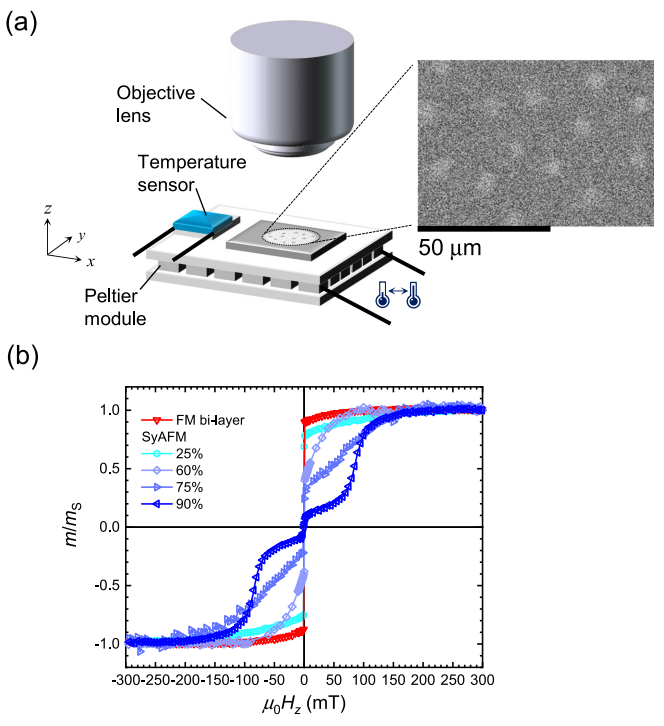 (a)
Objective
lens
Temperature
sensor
z
y
x
Peltier
module
50 μm
(b)
1.0
0.5
0.0
-0.5
-1.0
m/mS
FM bi-layer
SyAFM
25%
60%
75%
90%
-300 -250 -200 -150 -100 -50 0 50 100 150 200 250 300
μ0Hz (mT)